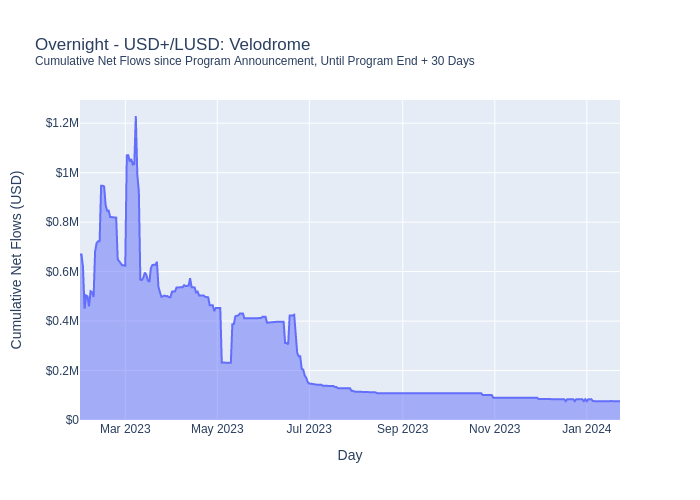 Overnight - USD+/LUSD: Velodrome
Cumulative Net Flows since Program Announcement, Until Program End + 30 Days
Cumulative Net Flows (USD)
$1.2M
$1M
$0.8M
$0.6M
$0.4M
$0.2M
$0
Mar 2023 May 2023 Jul 2023 Sep 2023 Nov 2023 Jan 2024
Day